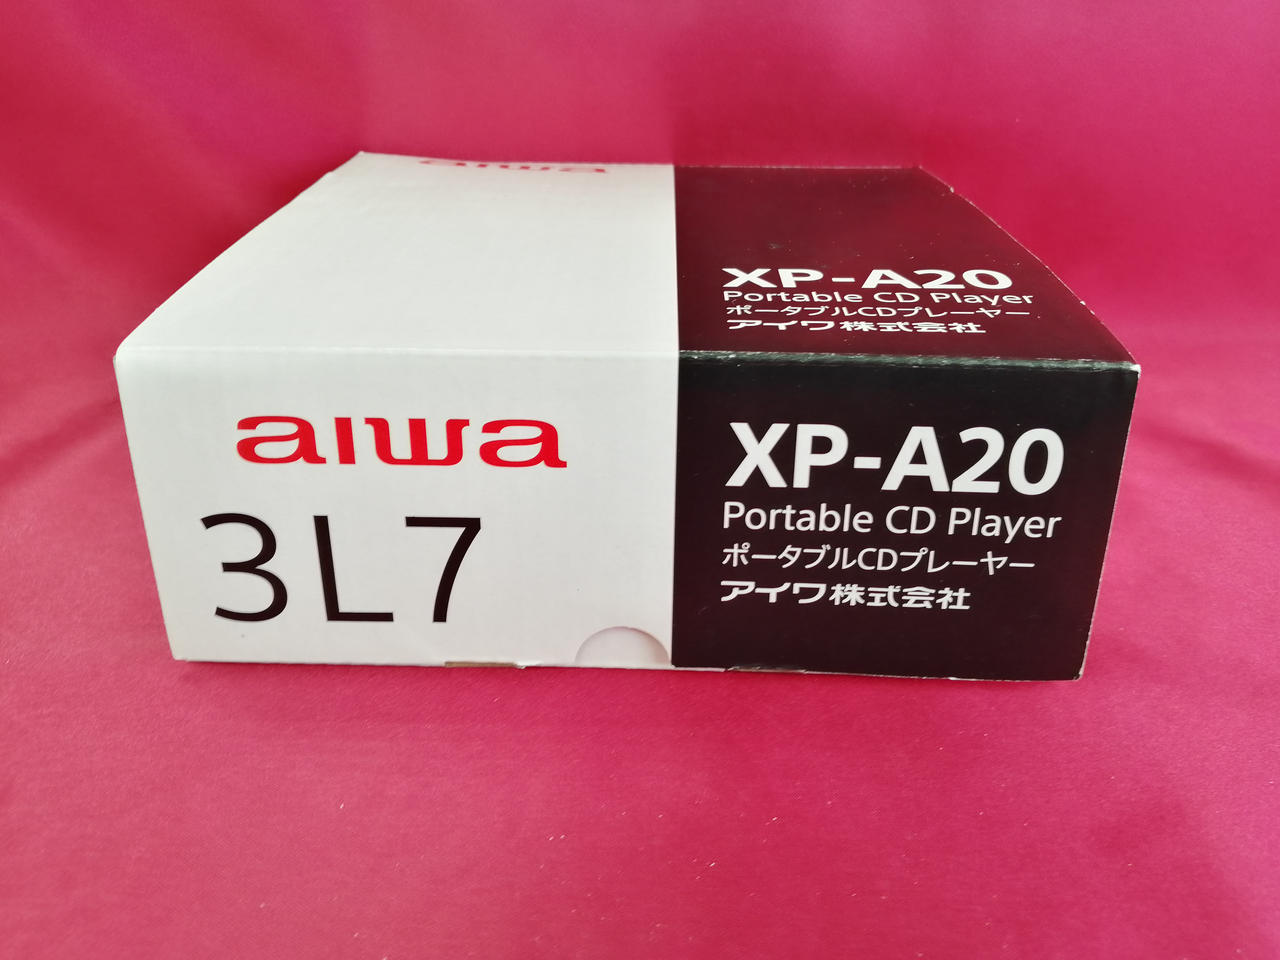 aiwa
XP-A20
Portable CD Player
ポータブルCDプレーヤー
アイワ株式会社
aiwa
3L7
XP-A20
Portable CD Player
ポータブルCDプレーヤー
アイワ株式会社